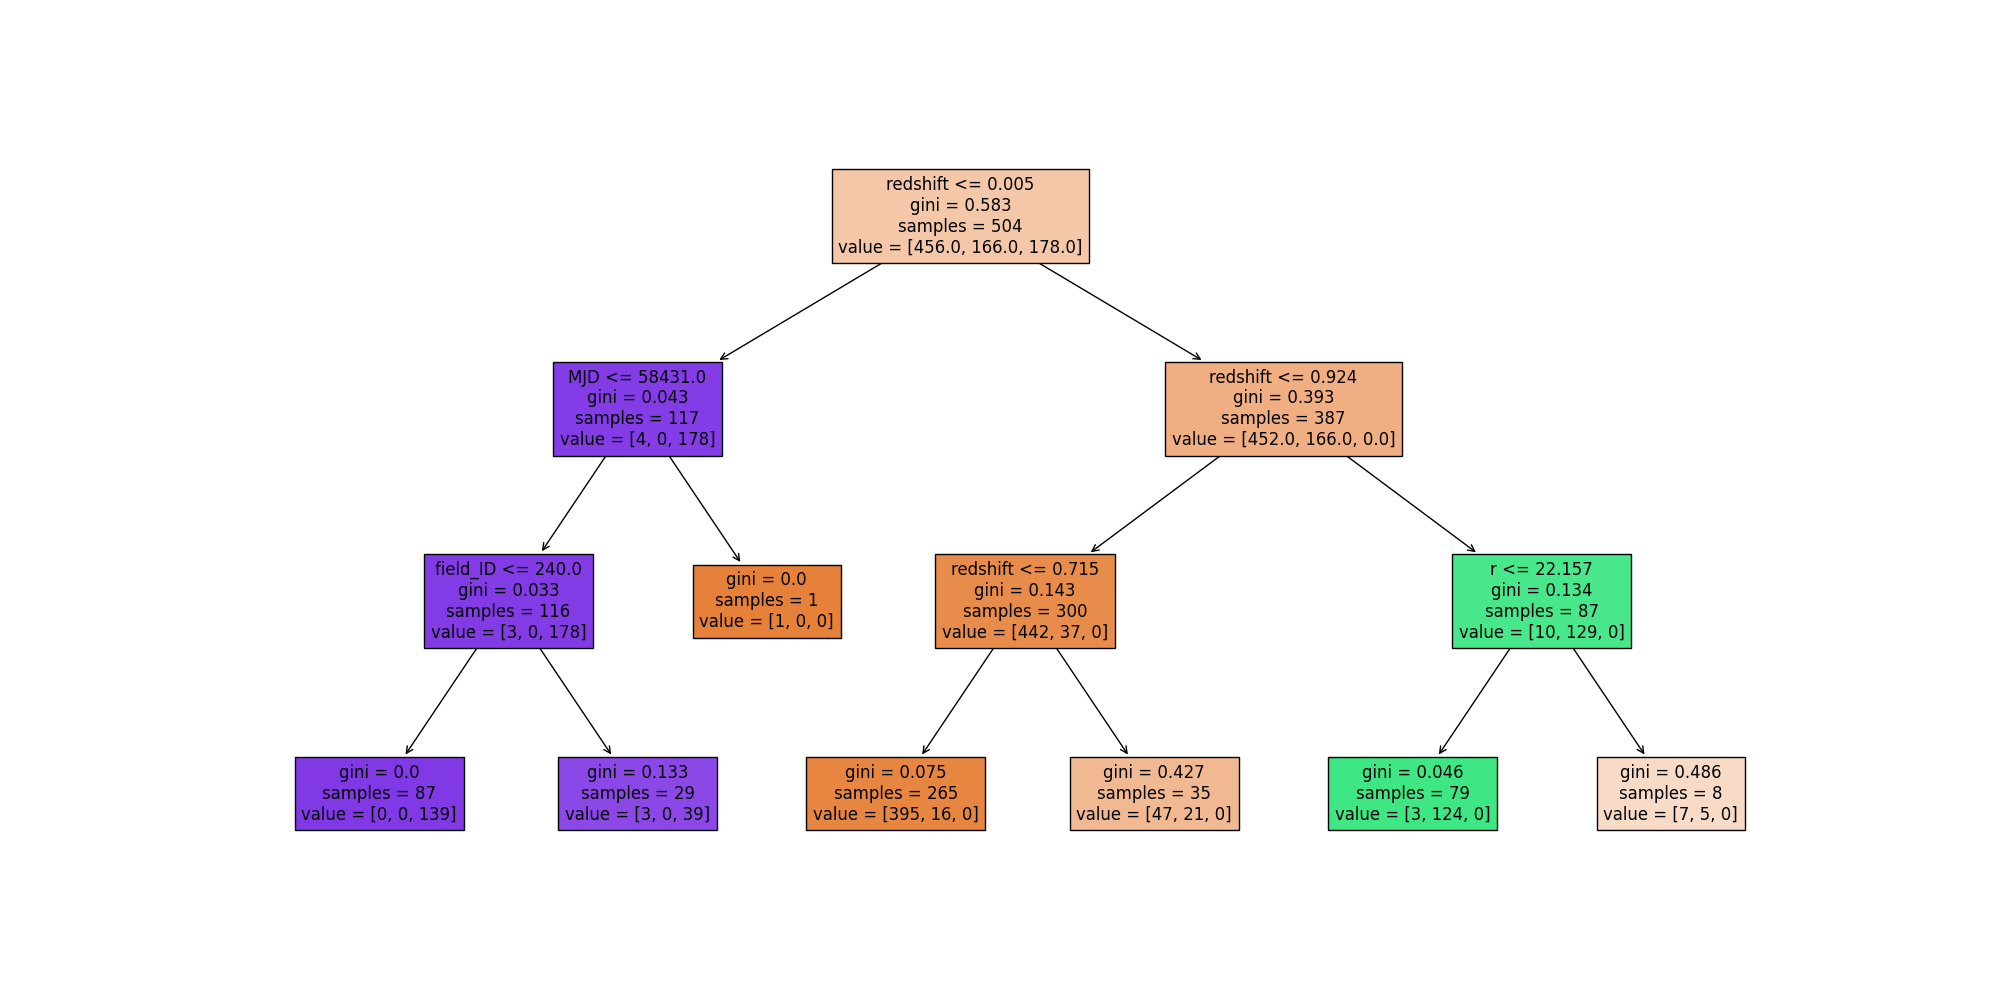 redshift <= 0.005
gini = 0.583
samples = 504
value = [456.0, 166.0, 178.0]
MJD <= 58431.0
gini = 0.043
samples = 117
value = [4, 0, 178]
redshift <= 0.924
gini = 0.393
samples = 387
value = [452.0, 166.0, 0.0]
field_ID <= 240.0
gini = 0.033
samples = 116
value = [3, 0, 178]
gini = 0.0
samples = 1
value = [1, 0, 0]
redshift <= 0.715
gini = 0.143
samples = 300
value = [442, 37, 0]
r <= 22.157
gini = 0.134
samples = 87
value = [10, 129, 0]
gini = 0.0
samples = 87
value = [0, 0, 139]
gini = 0.133
samples = 29
value = [3, 0, 39]
gini = 0.075
samples = 265
value = [395, 16, 0]
gini = 0.427
samples = 35
value = [47, 21, 0]
gini = 0.046
samples = 79
value = [3, 124, 0]
gini = 0.486
samples = 8
value = [7, 5, 0]